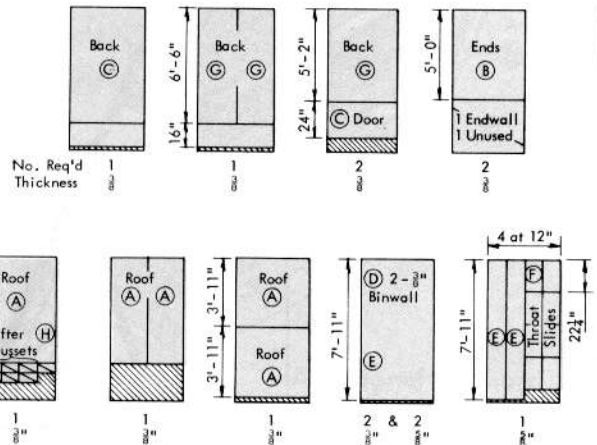 Back
C
6'-6"
16"
Back
G G
5'-2"
24"
Back
G
C Door
5'-0"
Ends
B
1 Endwall
1 Unused
No. Req'd 1 1 2 2
Thickness 3/8 3/8 3/8 3/8
Roof
A
fter H
ussets
Roof
A A
3'-11"
3'-11"
Roof
A
Roof
A
7'-11"
D 2-3/8"
Binwall
E
4 at 12"
7'-11"
E E
F
Throat
Slides
22¼"
1 1 1 2 & 2 1